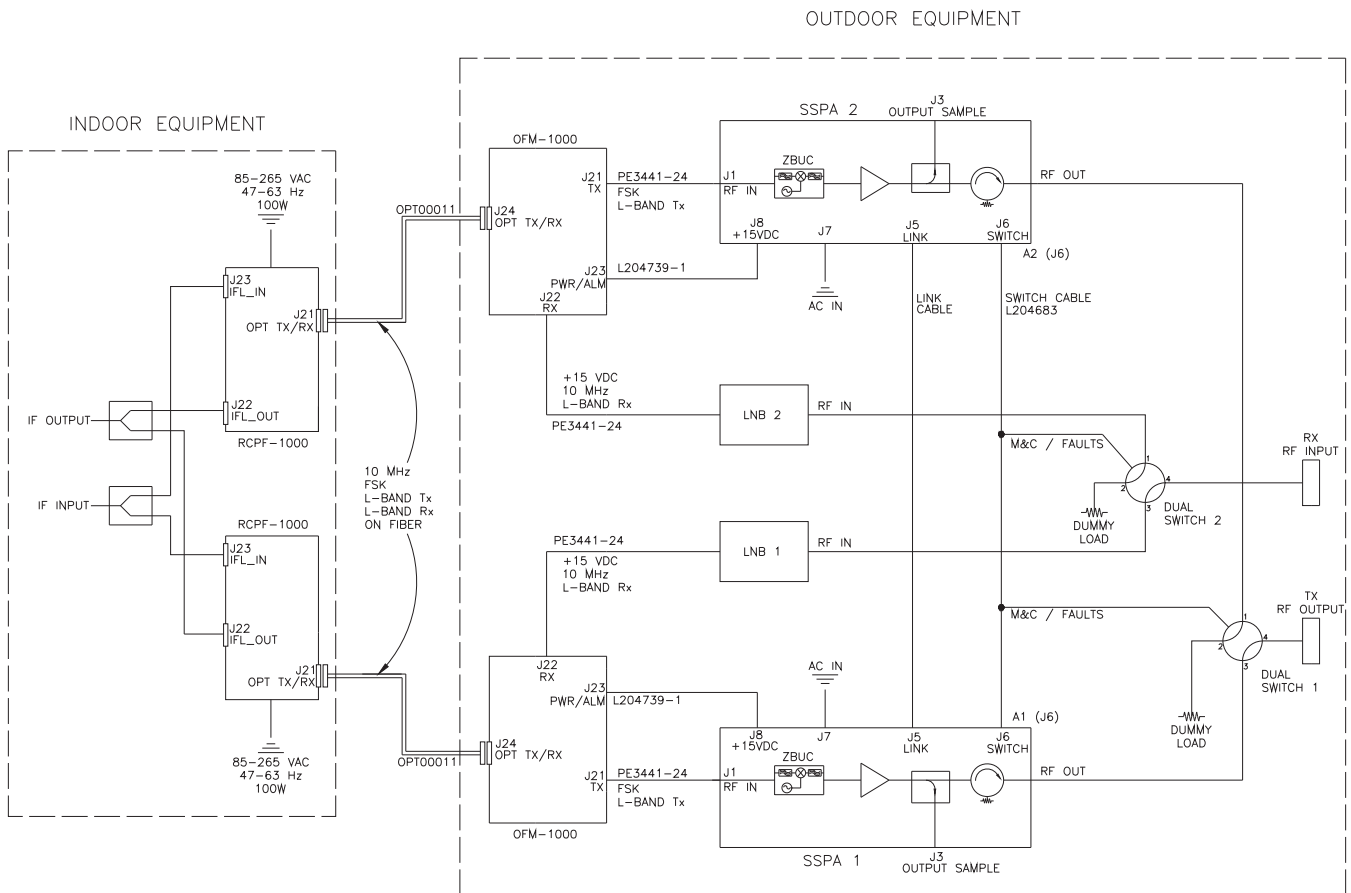 OUTDOOR EQUIPMENT
INDOOR EQUIPMENT
85-265 VAC
47-63 Hz
100W
J23
IFL_IN
J21
OPT TX/RX
J22
IFL_OUT
RCPF-1000
IF OUTPUT
IF INPUT
RCPF-1000
J23
IFL_IN
J22
IFL_OUT
J21
OPT TX/RX
85-265 VAC
47-63 Hz
100W
OPT00011
10 MHz
FSK
L-BAND Tx
L-BAND Rx
ON FIBER
OPT00011
OFM-1000
J24
OPT TX/RX
J21
TX
J23
PWR/ALM
J22
RX
PE3441-24
FSK
L-BAND Tx
L204739-1
SSPA 2
J3
OUTPUT SAMPLE
J1
RF IN
ZBUC
RF OUT
J8
+15VDC
J7
J5
LINK
J6
SWITCH
A2 (J6)
AC IN
LINK
CABLE
SWITCH CABLE
L204683
+15 VDC
10 MHz
L-BAND Rx
PE3441-24
LNB 2
RF IN
M&C / FAULTS
1
2
3
4
DUMMY
LOAD
DUAL
SWITCH 2
RX
RF INPUT
PE3441-24
+15 VDC
10 MHz
L-BAND Rx
LNB 1
RF IN
M&C / FAULTS
1
2
3
4
DUMMY
LOAD
DUAL
SWITCH 1
TX
RF OUTPUT
J22
RX
J23
PWR/ALM
L204739-1
J24
OPT TX/RX
J21
TX
PE3441-24
FSK
L-BAND Tx
OFM-1000
AC IN
A1 (J6)
J8
+15VDC
J7
J5
LINK
J6
SWITCH
J1
RF IN
ZBUC
RF OUT
SSPA 1
J3
OUTPUT SAMPLE